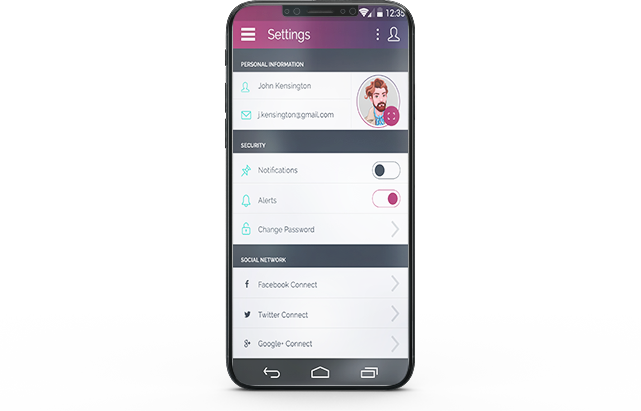 12:35
Settings
PERSONAL INFORMATION
John Kensington
j.kensington@gmail.com
SECURITY
Notifications
Alerts
Change Password
SOCIAL NETWORK
Facebook Connect
Twitter Connect
Google+ Connect